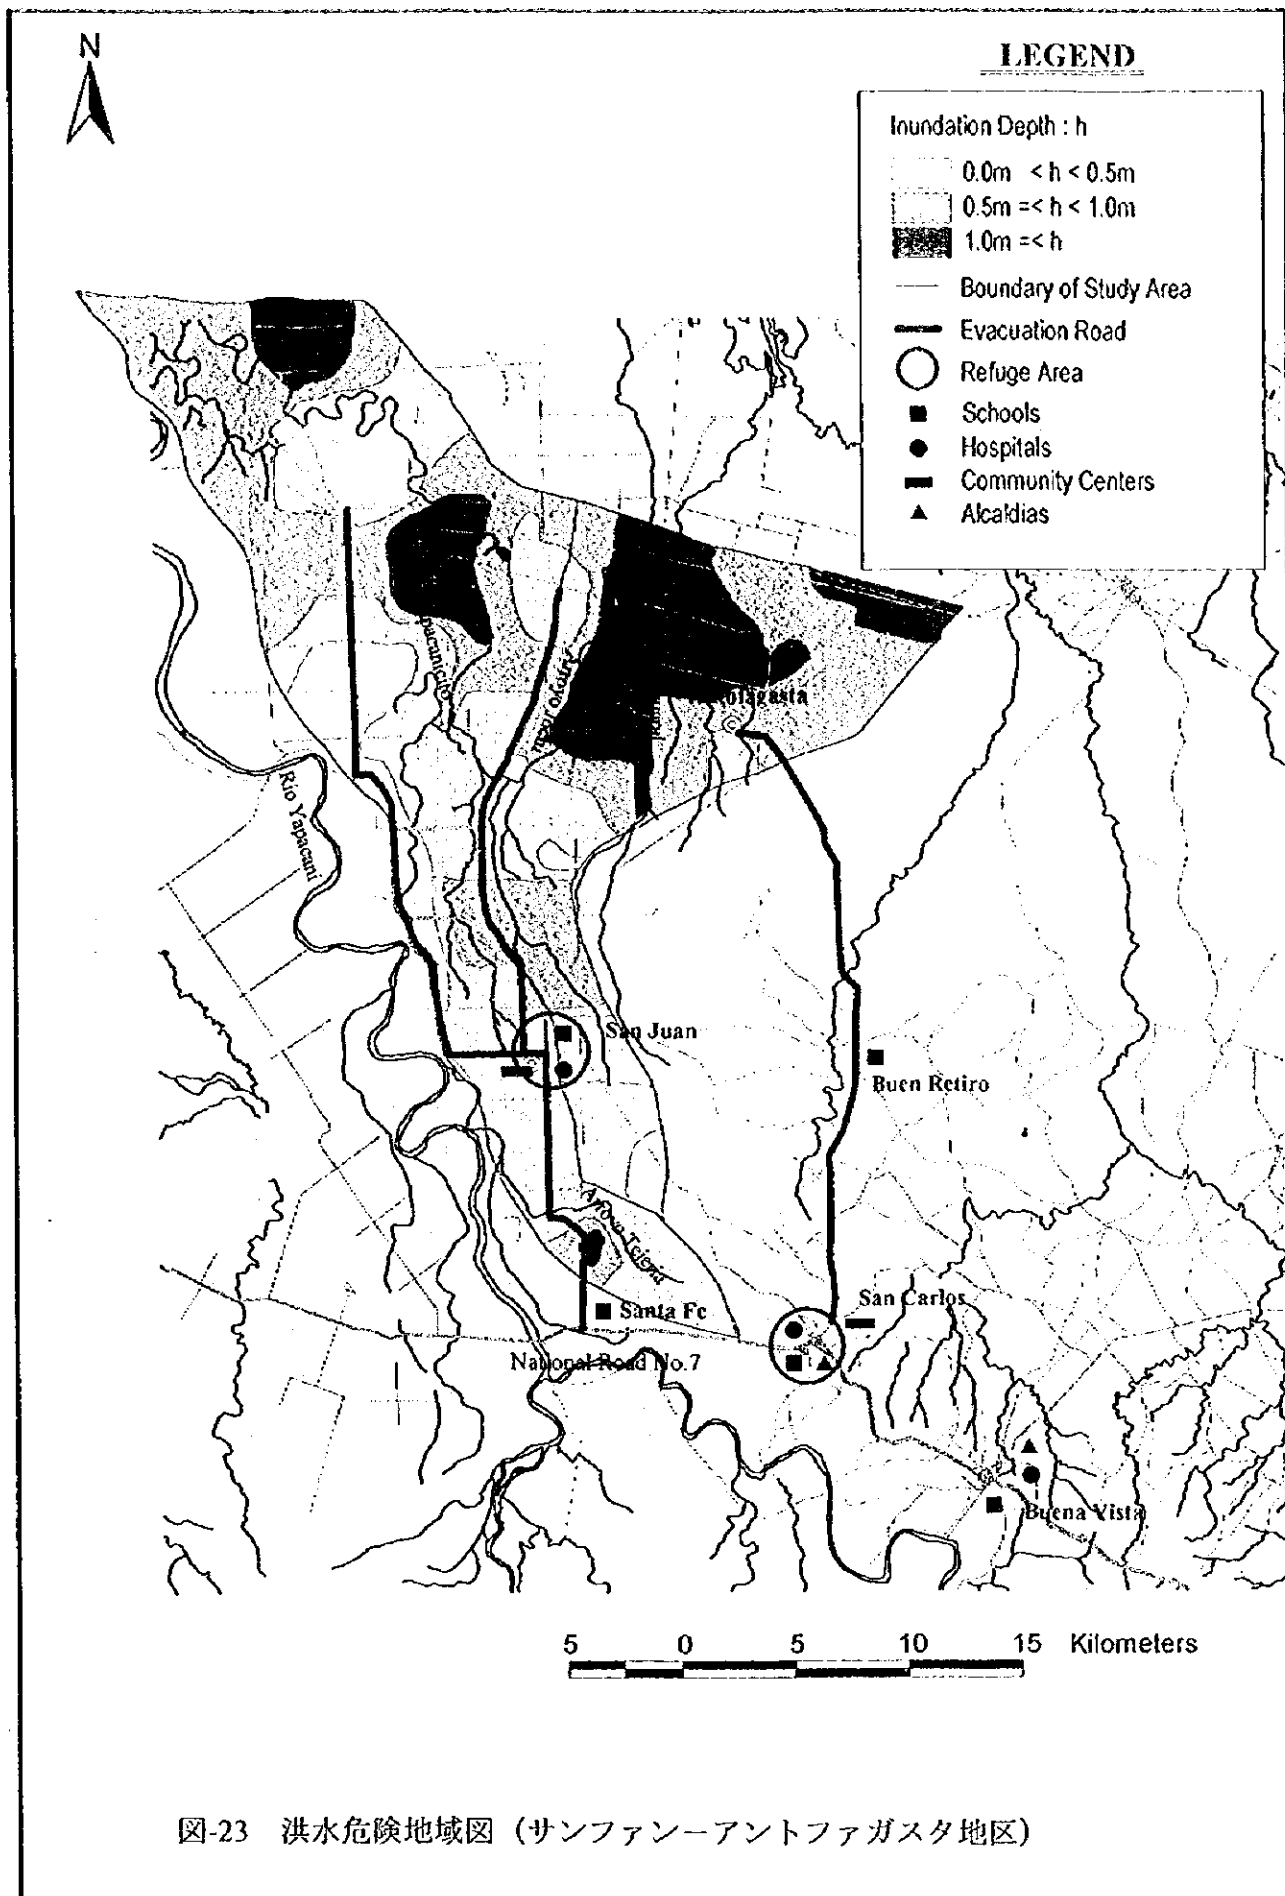 N
LEGEND
Inundation Depth : h
0.0m < h < 0.5m
0.5m =< h < 1.0m
1.0m =< h
Boundary of Study Area
Evacuation Road
Refuge Area
Schools
Hospitals
Community Centers
Alcaldias
Rio Yapacani
San Juan
Buen Retiro
San Carlos
Santa Fe
National Road No.7
Buena Vista
5 0 5 10 15 Kilometers
図-23 洪水危険地域図（サンファンーアントファガスタ地区）